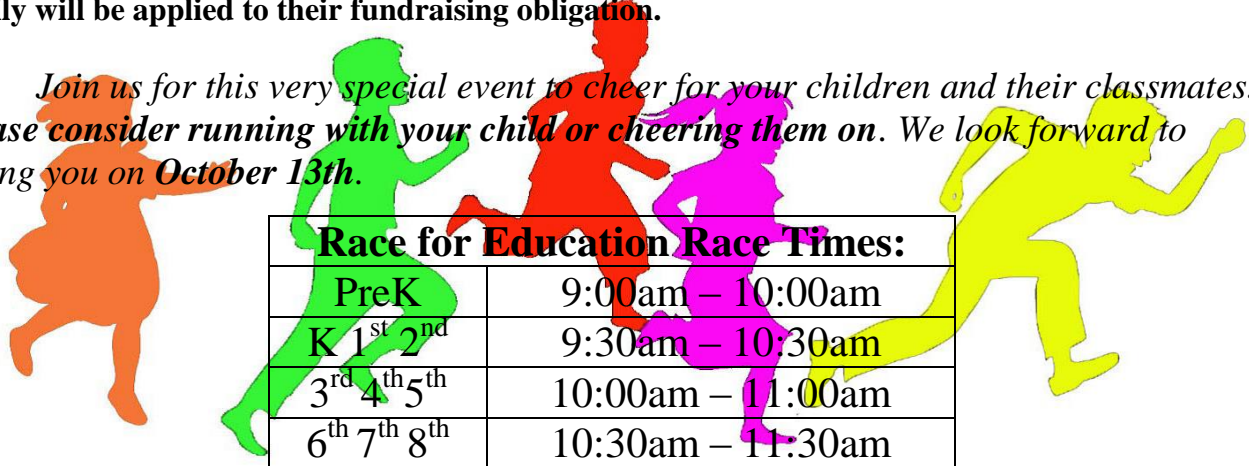 ly will be applied to their fundraising obligation.
Join us for this very special event to cheer for your children and their classmates.
ase consider running with your child or cheering them on. We look forward to
ng you on October 13th.
Race for Education Race Times:
PreK 9:00am – 10:00am
K 1st 2nd 9:30am – 10:30am
3rd 4th 5th 10:00am – 11:00am
6th 7th 8th 10:30am – 11:30am